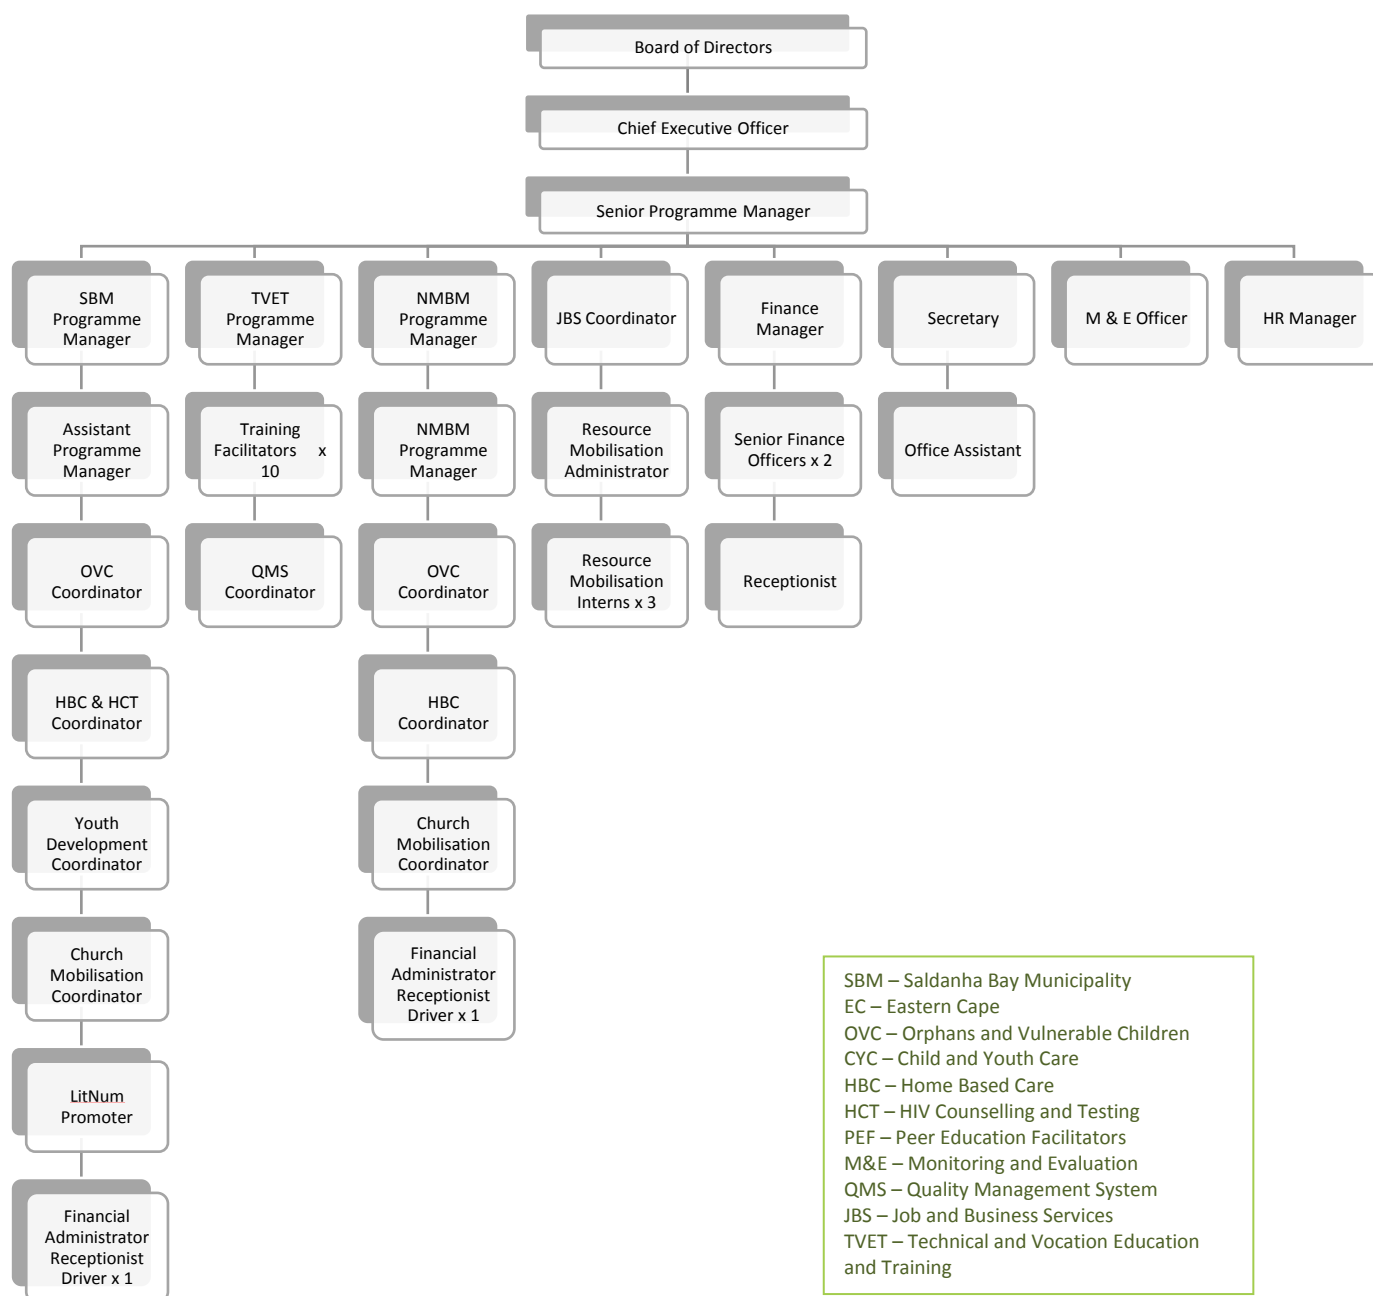 Board of Directors
Chief Executive Officer
Senior Programme Manager
SBM
Programme
Manager
TVET
Programme
Manager
NMBM
Programme
Manager
JBS Coordinator
Finance
Manager
Secretary
M & E Officer
HR Manager
Assistant
Programme
Manager
Training
Facilitators x
10
NMBM
Programme
Manager
Resource
Mobilisation
Administrator
Senior Finance
Officers x 2
Office Assistant
OVC
Coordinator
QMS
Coordinator
OVC
Coordinator
Resource
Mobilisation
Interns x 3
Receptionist
HBC & HCT
Coordinator
HBC
Coordinator
Youth
Development
Coordinator
Church
Mobilisation
Coordinator
Church
Mobilisation
Coordinator
Financial
Administrator
Receptionist
Driver x 1
LitNum
Promoter
Financial
Administrator
Receptionist
Driver x 1
SBM – Saldanha Bay Municipality
EC – Eastern Cape
OVC – Orphans and Vulnerable Children
CYC – Child and Youth Care
HBC – Home Based Care
HCT – HIV Counselling and Testing
PEF – Peer Education Facilitators
M&E – Monitoring and Evaluation
QMS – Quality Management System
JBS – Job and Business Services
TVET – Technical and Vocation Education
and Training